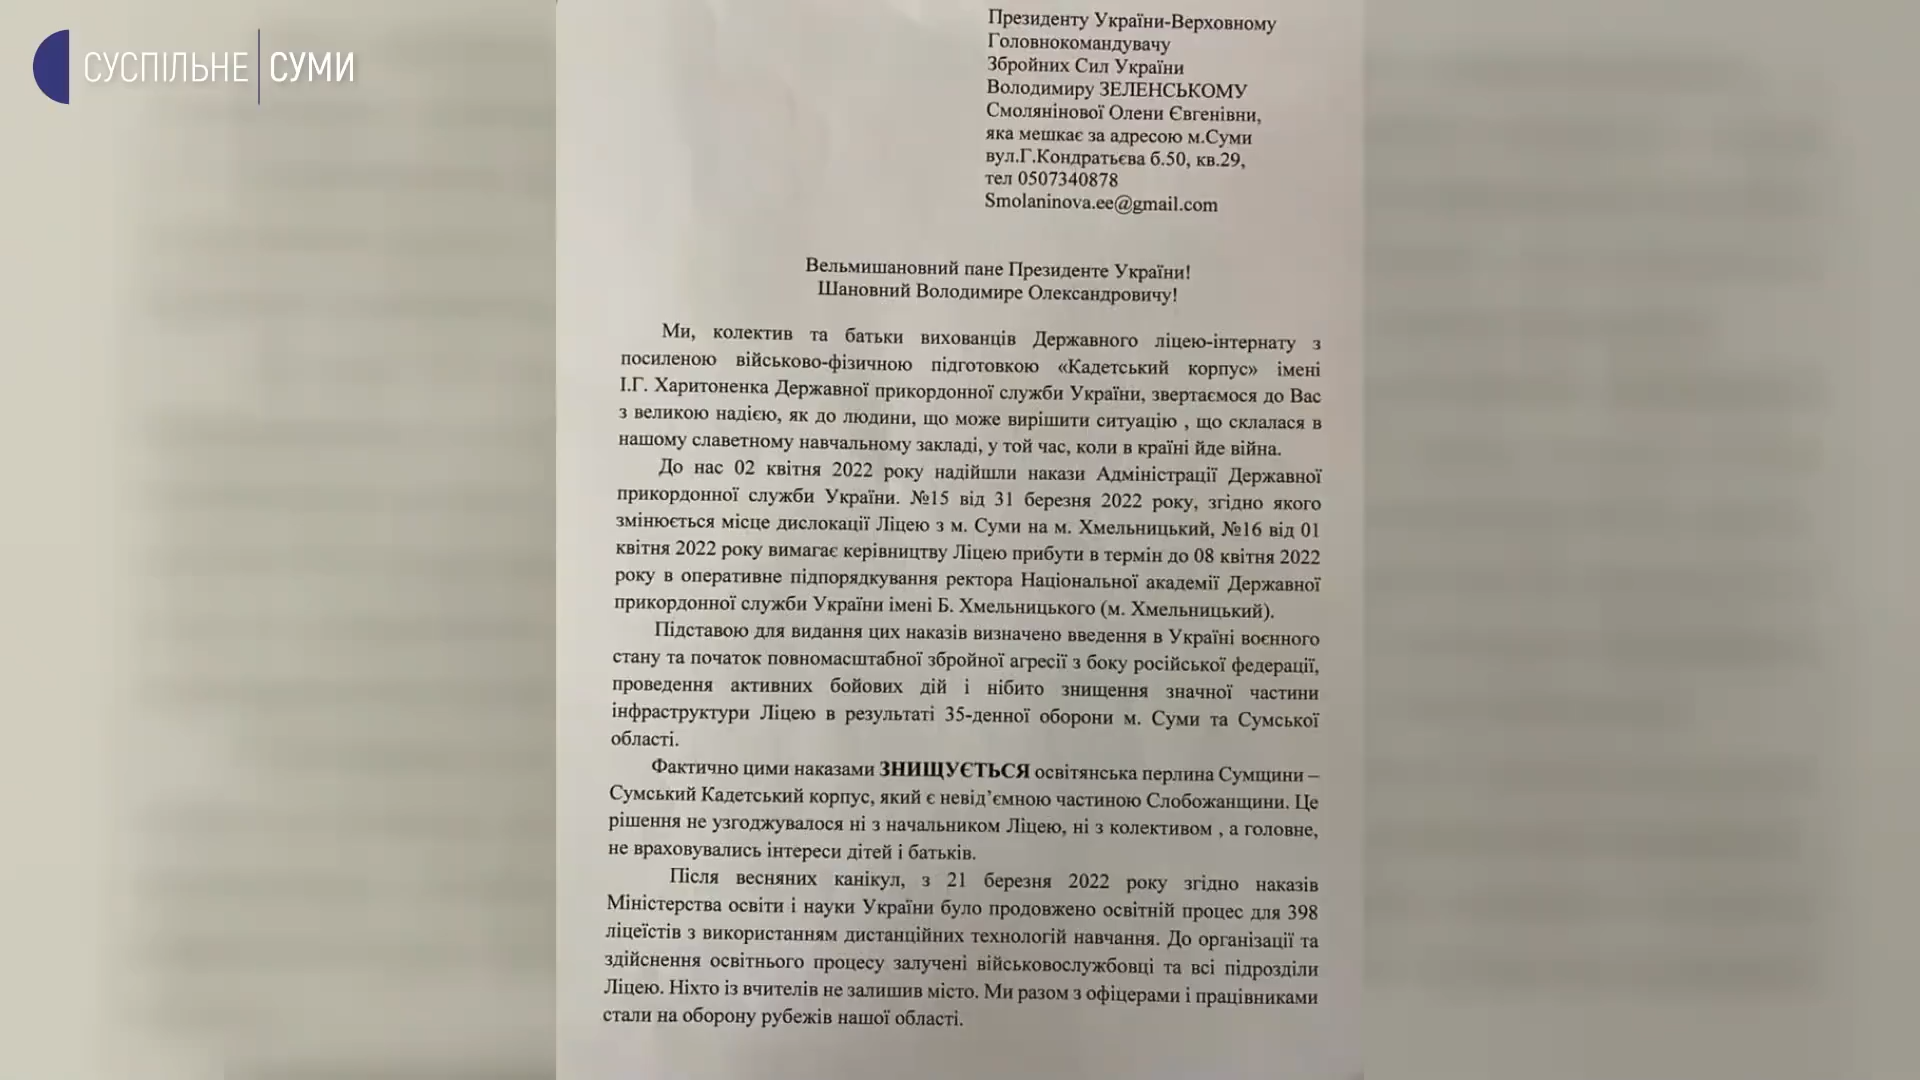 СУСПІЛЬНЕ СУМИ
Президенту України-Верховному
Головнокомандувачу
Збройних Сил України
Володимиру ЗЕЛЕНСЬКОМУ
Смолянінової Олени Євгенівни,
яка мешкає за адресою м.Суми
вул.Г.Кондратьєва б.50, кв.29,
тел 0507340878
Smolaninova.ee@gmail.com
Вельмишановний пане Президенте України!
Шановний Володимире Олександровичу!
Ми, колектив та батьки вихованців Державного ліцею-інтернату з
посиленою військово-фізичною підготовкою «Кадетський корпус» імені
І.Г. Харитоненка Державної прикордонної служби України, звертаємося до Вас
з великою надією, як до людини, що може вирішити ситуацію , що склалася в
нашому славетному навчальному закладі, у той час, коли в країні йде війна.
До нас 02 квітня 2022 року надійшли накази Адміністрації Державної
прикордонної служби України. №15 від 31 березня 2022 року, згідно якого
змінюється місце дислокації Ліцею з м. Суми на м. Хмельницький, №16 від 01
квітня 2022 року вимагає керівництву Ліцею прибути в термін до 08 квітня 2022
року в оперативне підпорядкування ректора Національної академії Державної
прикордонної служби України імені Б. Хмельницького (м. Хмельницький).
Підставою для видання цих наказів визначено введення в Україні воєнного
стану та початок повномасштабної збройної агресії з боку російської федерації,
проведення активних бойових дій і нібито знищення значної частини
інфраструктури Ліцею в результаті 35-денної оборони м. Суми та Сумської
області.
Фактично цими наказами ЗНИЩУЄТЬСЯ освітянська перлина Сумщини –
Сумський Кадетський корпус, який є невід’ємною частиною Слобожанщини. Це
рішення не узгоджувалося ні з начальником Ліцею, ні з колективом , а головне,
не враховувались інтереси дітей і батьків.
Після весняних канікул, з 21 березня 2022 року згідно наказів
Міністерства освіти і науки України було продовжено освітній процес для 398
ліцеїстів з використанням дистанційних технологій навчання. До організації та
здійснення освітнього процесу залучені військовослужбовці та всі підрозділи
Ліцею. Ніхто із вчителів не залишив місто. Ми разом з офіцерами і працівниками
стали на оборону рубежів нашої області.